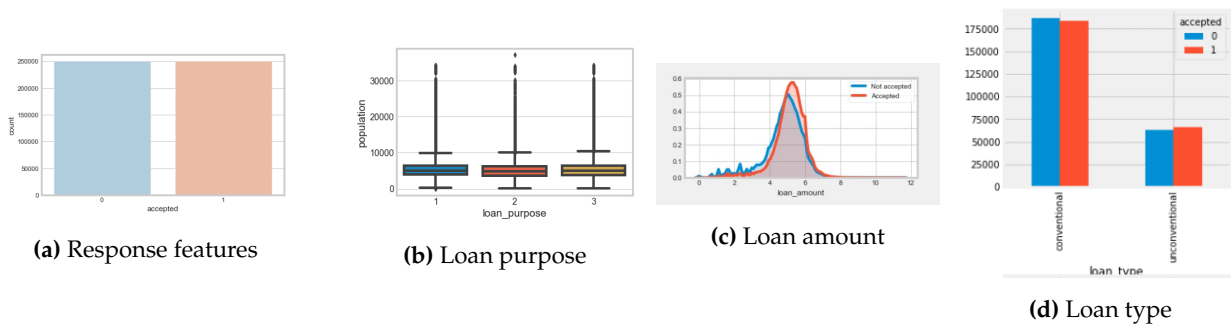 250000
200000
150000
100000
50000
0
count
0
1
accepted
(a) Response features
30000
20000
10000
0
population
1
2
3
loan_purpose
(b) Loan purpose
0.6
0.5
0.4
0.3
0.2
0.1
0.0
Not accepted
Accepted
0
2
4
6
8
10
12
loan_amount
(c) Loan amount
175000
150000
125000
100000
75000
50000
25000
0
accepted
0
1
conventional
unconventional
loan_type
(d) Loan type